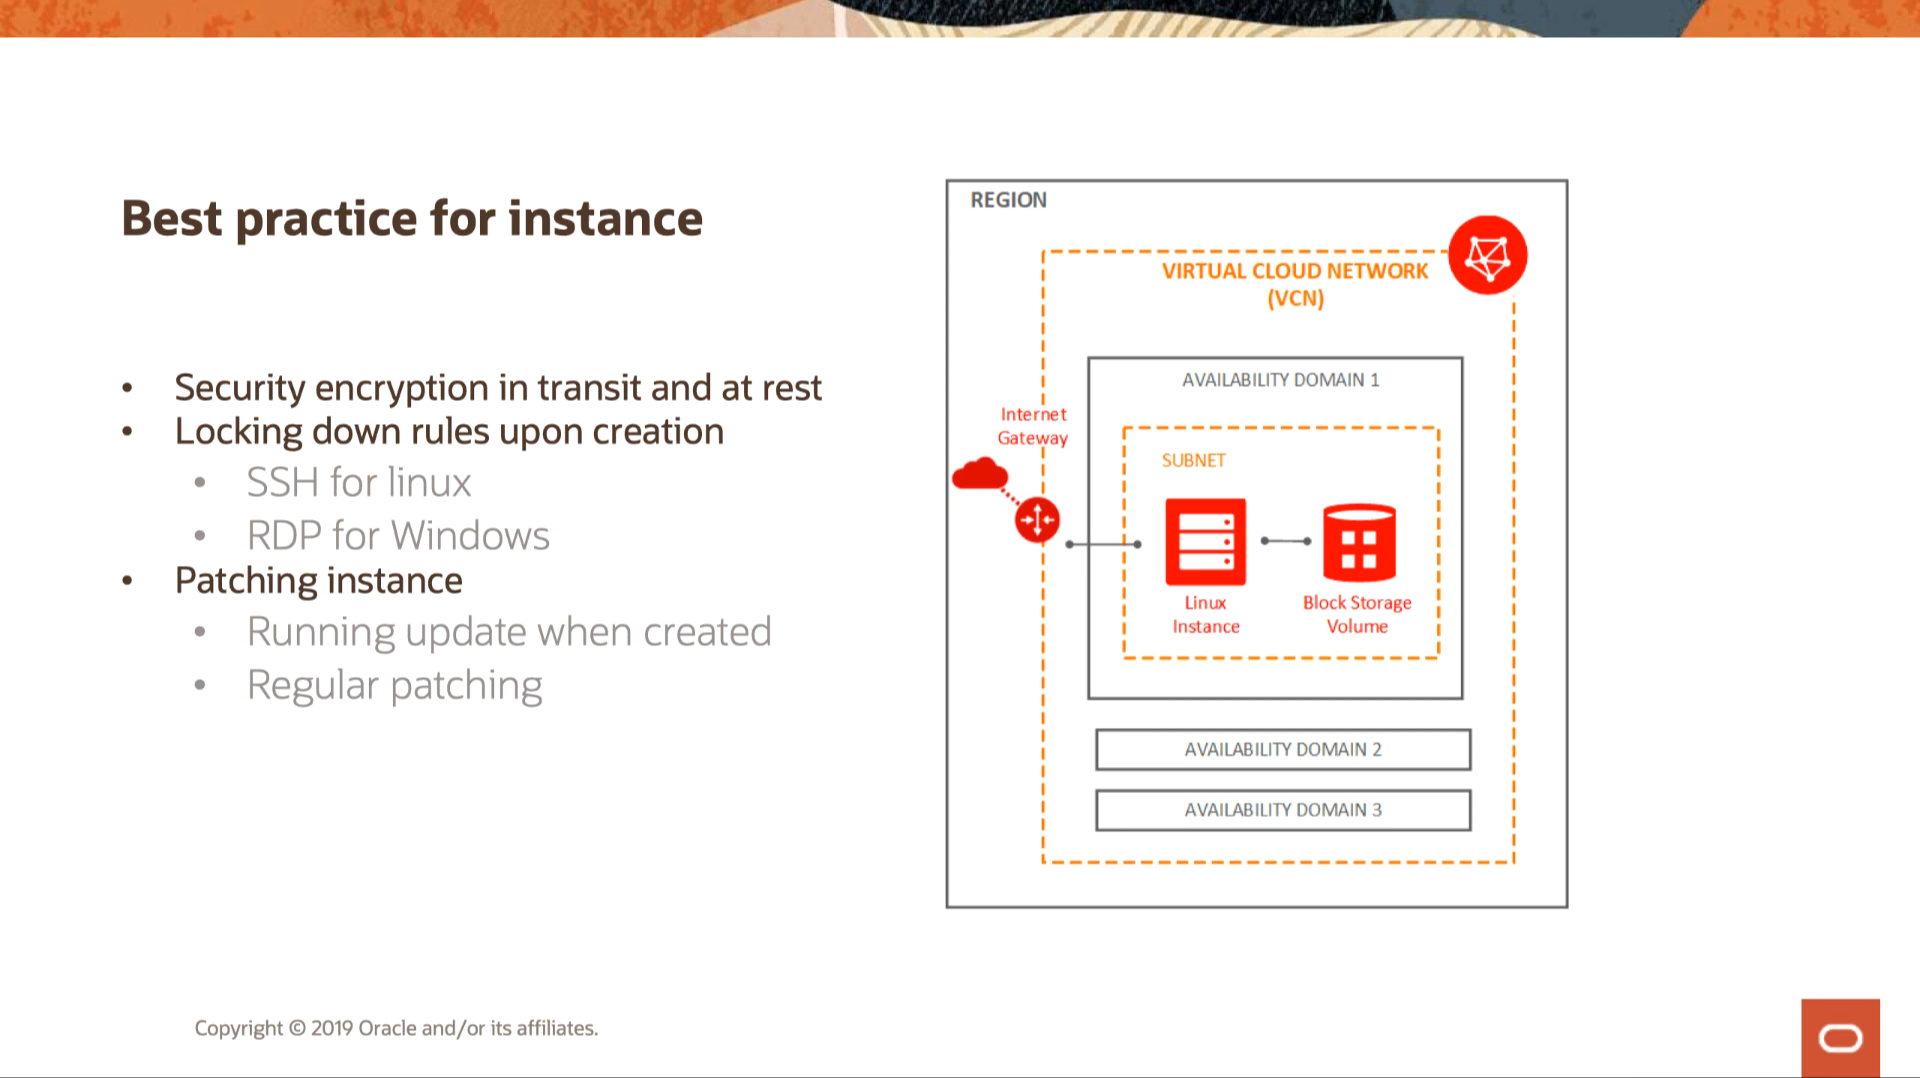 Best practice for instance
• Security encryption in transit and at rest
• Locking down rules upon creation
• SSH for linux
• RDP for Windows
• Patching instance
• Running update when created
• Regular patching
REGION
VIRTUAL CLOUD NETWORK
(VCN)
AVAILABILITY DOMAIN 1
Internet
Gateway
SUBNET
Linux
Instance
Block Storage
Volume
AVAILABILITY DOMAIN 2
AVAILABILITY DOMAIN 3
Copyright © 2019 Oracle and/or its affiliates.